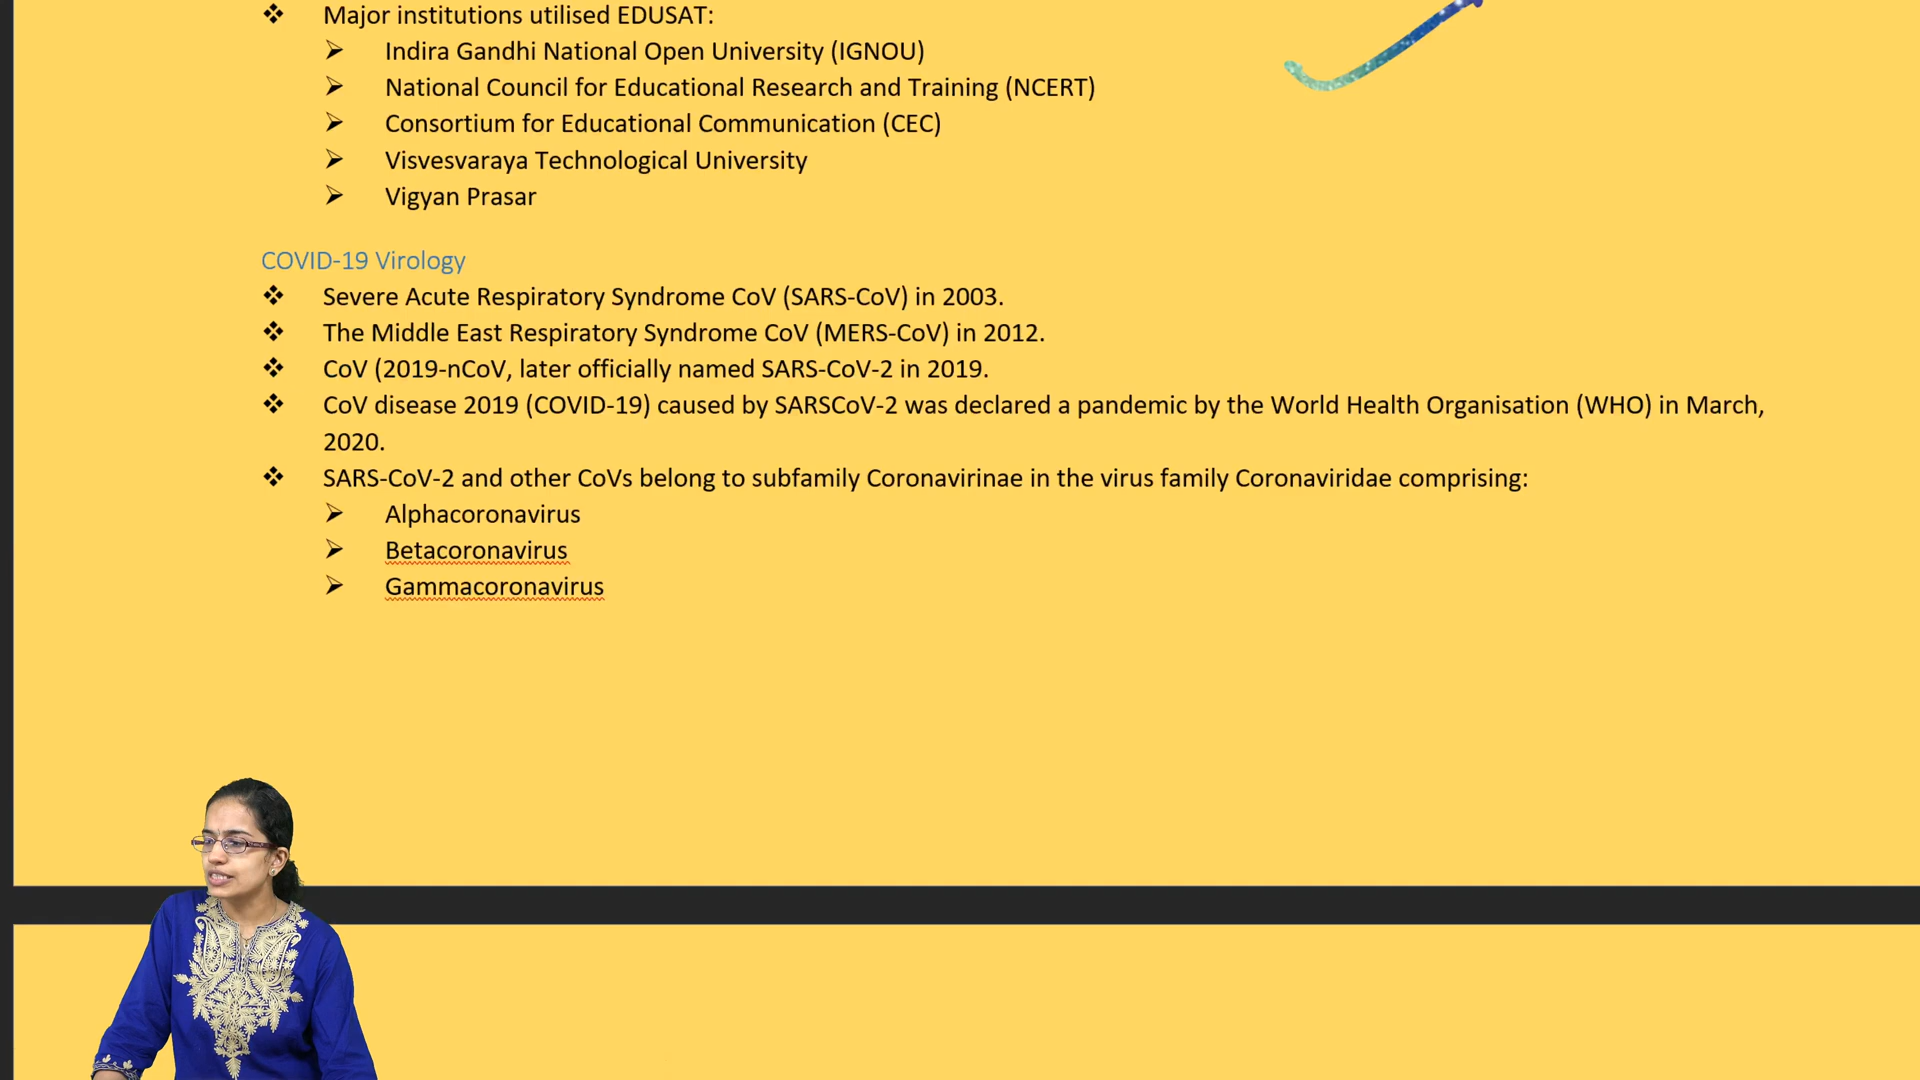 Major institutions utilised EDUSAT:
Indira Gandhi National Open University (IGNOU)
National Council for Educational Research and Training (NCERT)
Consortium for Educational Communication (CEC)
Visvesvaraya Technological University
Vigyan Prasar
COVID-19 Virology
Severe Acute Respiratory Syndrome CoV (SARS-CoV) in 2003.
The Middle East Respiratory Syndrome CoV (MERS-CoV) in 2012.
CoV (2019-nCoV, later officially named SARS-CoV-2 in 2019.
CoV disease 2019 (COVID-19) caused by SARSCoV-2 was declared a pandemic by the World Health Organisation (WHO) in March,
2020.
SARS-CoV-2 and other CoVs belong to subfamily Coronavirinae in the virus family Coronaviridae comprising:
Alphacoronavirus
Betacoronavirus
Gammacoronavirus